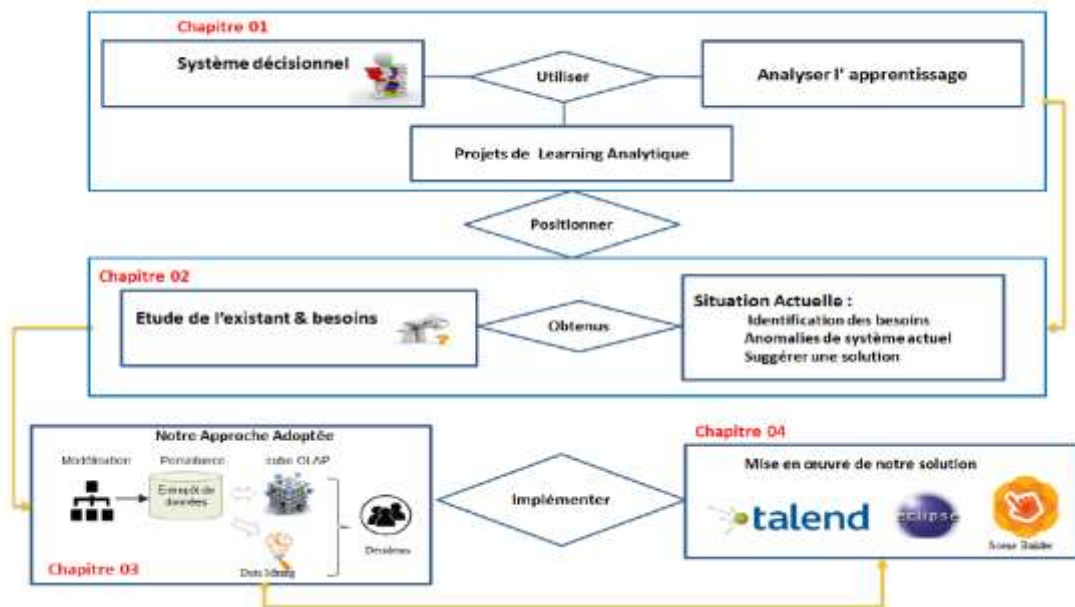 Chapitre 01
Système décisionnel
Utiliser
Analyser l' apprentissage
Projets de Learning Analytique
Positionner
Chapitre 02
Etude de l'existant & besoins
Obtenus
Situation Actuelle :
Identification des besoins
Anomalies de système actuel
Suggérer une solution
Notre Approche Adoptée
Modélisation
Persistance
cube OLAP
Entrepôt de
données
Data Mining
Décideurs
Chapitre 03
Implémenter
Chapitre 04
Mise en œuvre de notre solution
talend
eclipse
Scene Builder